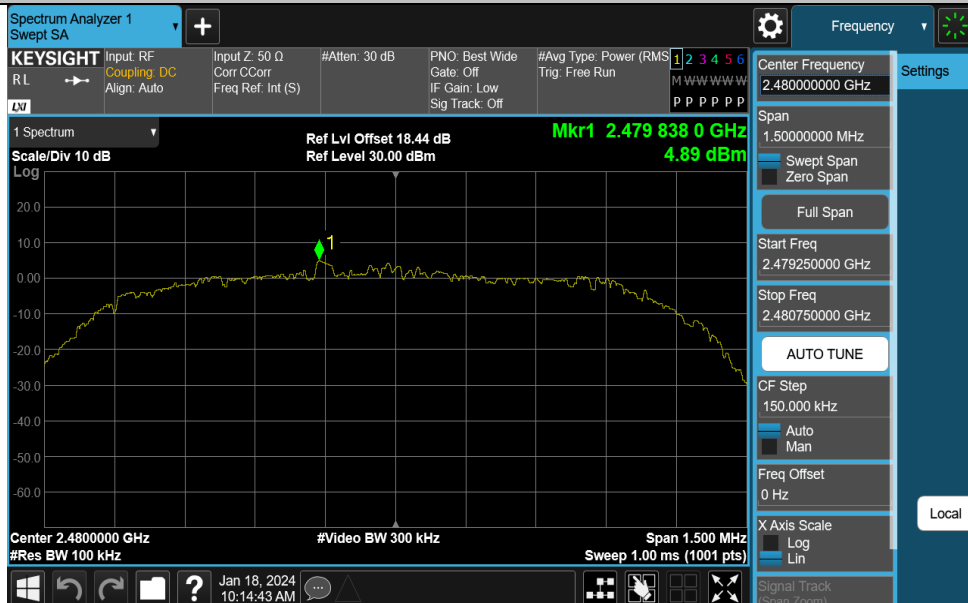 Spectrum Analyzer 1
Swept SA
+
Frequency
KEYSIGHT
RL
LXI
Input: RF
Coupling: DC
Align: Auto
Input Z: 50 Ω
Corr CCorr
Freq Ref: Int (S)
#Atten: 30 dB
PNO: Best Wide
Gate: Off
IF Gain: Low
Sig Track: Off
#Avg Type: Power (RMS
Trig: Free Run
1 2 3 4 5 6
M W W W W W
P P P P P P
1 Spectrum
Scale/Div 10 dB
Log
Ref Lvl Offset 18.44 dB
Ref Level 30.00 dBm
Mkr1 2.479 838 0 GHz
4.89 dBm
1
20.0
10.0
0.00
-10.0
-20.0
-30.0
-40.0
-50.0
-60.0
Center 2.4800000 GHz
#Res BW 100 kHz
#Video BW 300 kHz
Span 1.500 MHz
Sweep 1.00 ms (1001 pts)
?
Jan 18, 2024
10:14:43 AM
Center Frequency
2.480000000 GHz
Span
1.50000000 MHz
Swept Span
Zero Span
Full Span
Start Freq
2.479250000 GHz
Stop Freq
2.480750000 GHz
AUTO TUNE
CF Step
150.000 kHz
Auto
Man
Freq Offset
0 Hz
X Axis Scale
Log
Lin
Signal Track
(Span Zoom)
Settings
Local